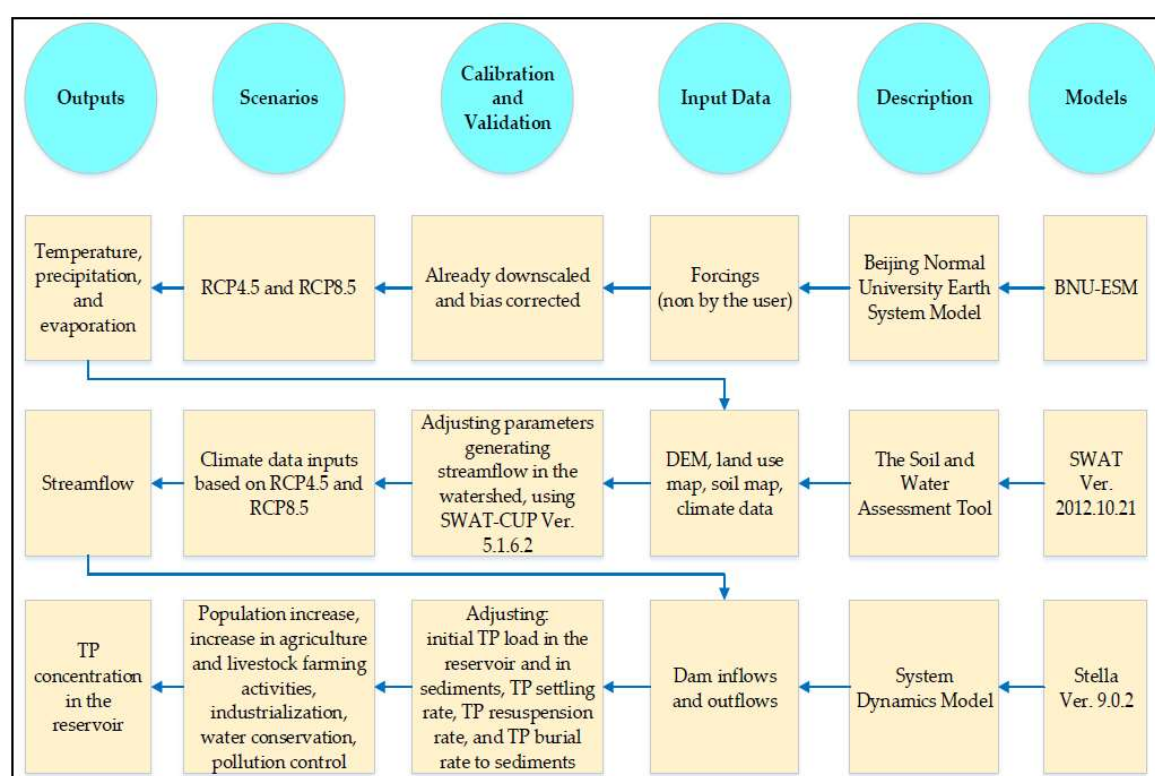 Outputs
Scenarios
Calibration
and
Validation
Input Data
Description
Models
Temperature,
precipitation,
and
evaporation
RCP4.5 and RCP8.5
Already downscaled
and bias corrected
Forcings
(non by the user)
Beijing Normal
University Earth
System Model
BNU-ESM
Streamflow
Climate data inputs
based on RCP4.5 and
RCP8.5
Adjusting parameters
generating
streamflow in the
watershed, using
SWAT-CUP Ver.
5.1.6.2
DEM, land use
map, soil map,
climate data
The Soil and
Water
Assessment Tool
SWAT
Ver.
2012.10.21
TP
concentration
in the
reservoir
Population increase,
increase in agriculture
and livestock farming
activities,
industrialization,
water conservation,
pollution control
Adjusting:
initial TP load in the
reservoir and in
sediments, TP settling
rate, TP resuspension
rate, and TP burial
rate to sediments
Dam inflows
and outflows
System
Dynamics Model
Stella
Ver. 9.0.2